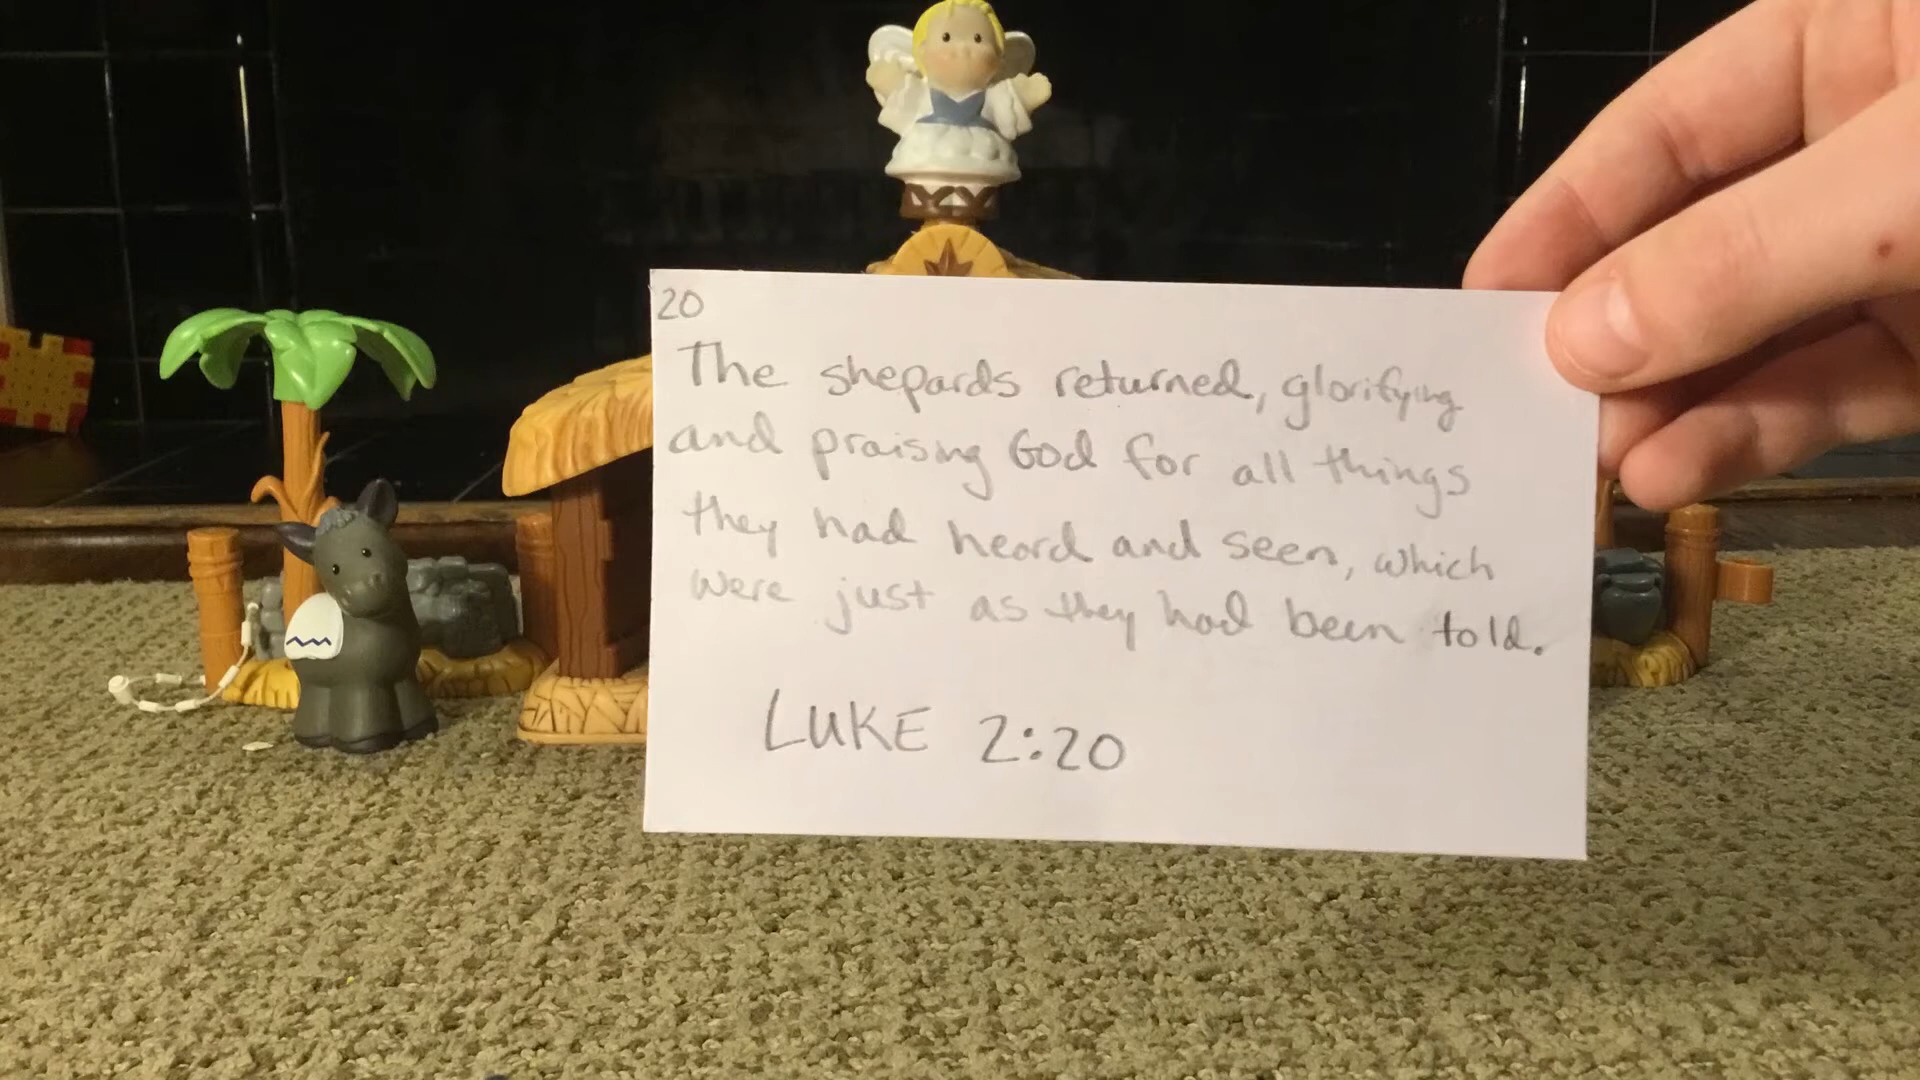 20
The shepards returned, glorifying
and praising God for all things
they had heard and seen, which
were just as they had been told.
LUKE 2:20